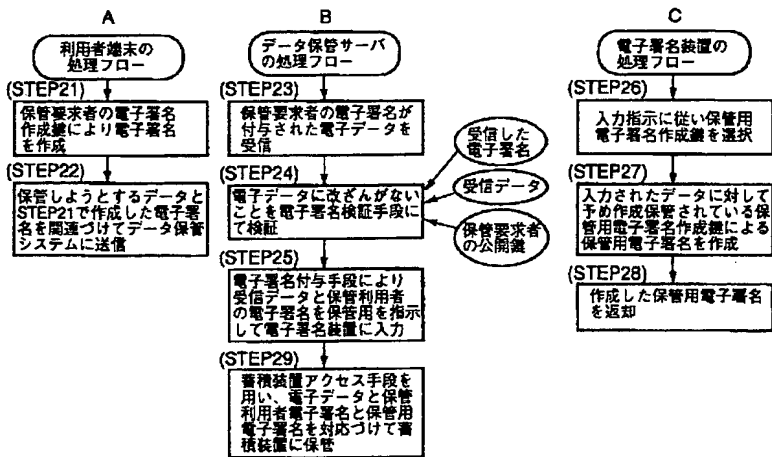 A
利用者端末の
処理フロー
(STEP21)
保管要求者の電子署名
作成鍵により電子署名
を作成
(STEP22)
保管しようとするデータと
STEP21で作成した電子署
名を関連づけてデータ保管
システムに送信
B
データ保管サーバ
の処理フロー
(STEP23)
保管要求者の電子署名が
付与された電子データを
受信
(STEP24)
電子データに改ざんがない
ことを電子署名検証手段に
て検証
受信した
電子署名
受信データ
保管要求者
の公開鍵
(STEP25)
電子署名付与手段により
受信データと保管利用者
の電子署名を保管用を指示
して電子署名装置に入力
(STEP29)
蓄積装置アクセス手段を
用い、電子データと保管
利用者電子署名と保管用
電子署名を対応づけて蓄
積装置に保管
C
電子署名装置の
処理フロー
(STEP26)
入力指示に従い保管用
電子署名作成鍵を選択
(STEP27)
入力されたデータに対して
予め作成保管されている保
管用電子署名作成鍵による
保管用電子署名を作成
(STEP28)
作成した保管用電子署名
を返却